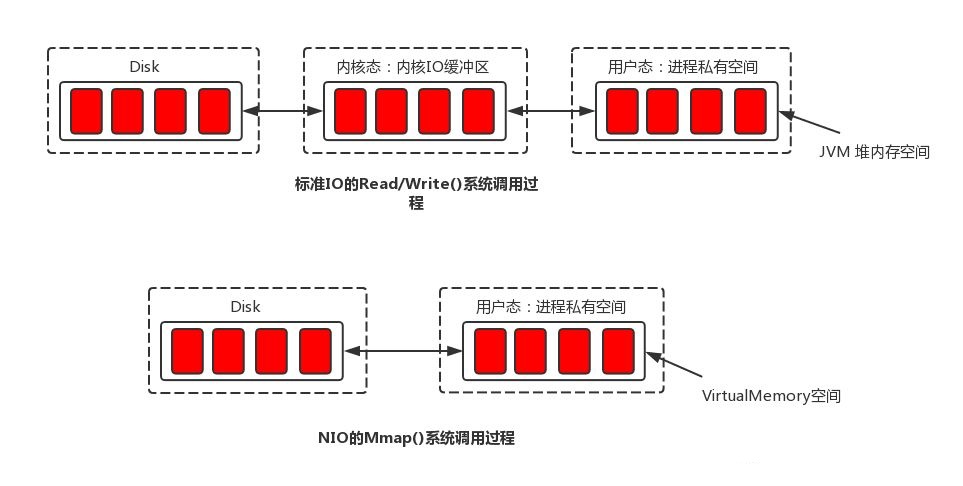 Disk
内核态：内核IO缓冲区
用户态：进程私有空间
JVM 堆内存空间
标准IO的Read/Write()系统调用过
程
Disk
用户态：进程私有空间
VirtualMemory空间
NIO的Mmap()系统调用过程